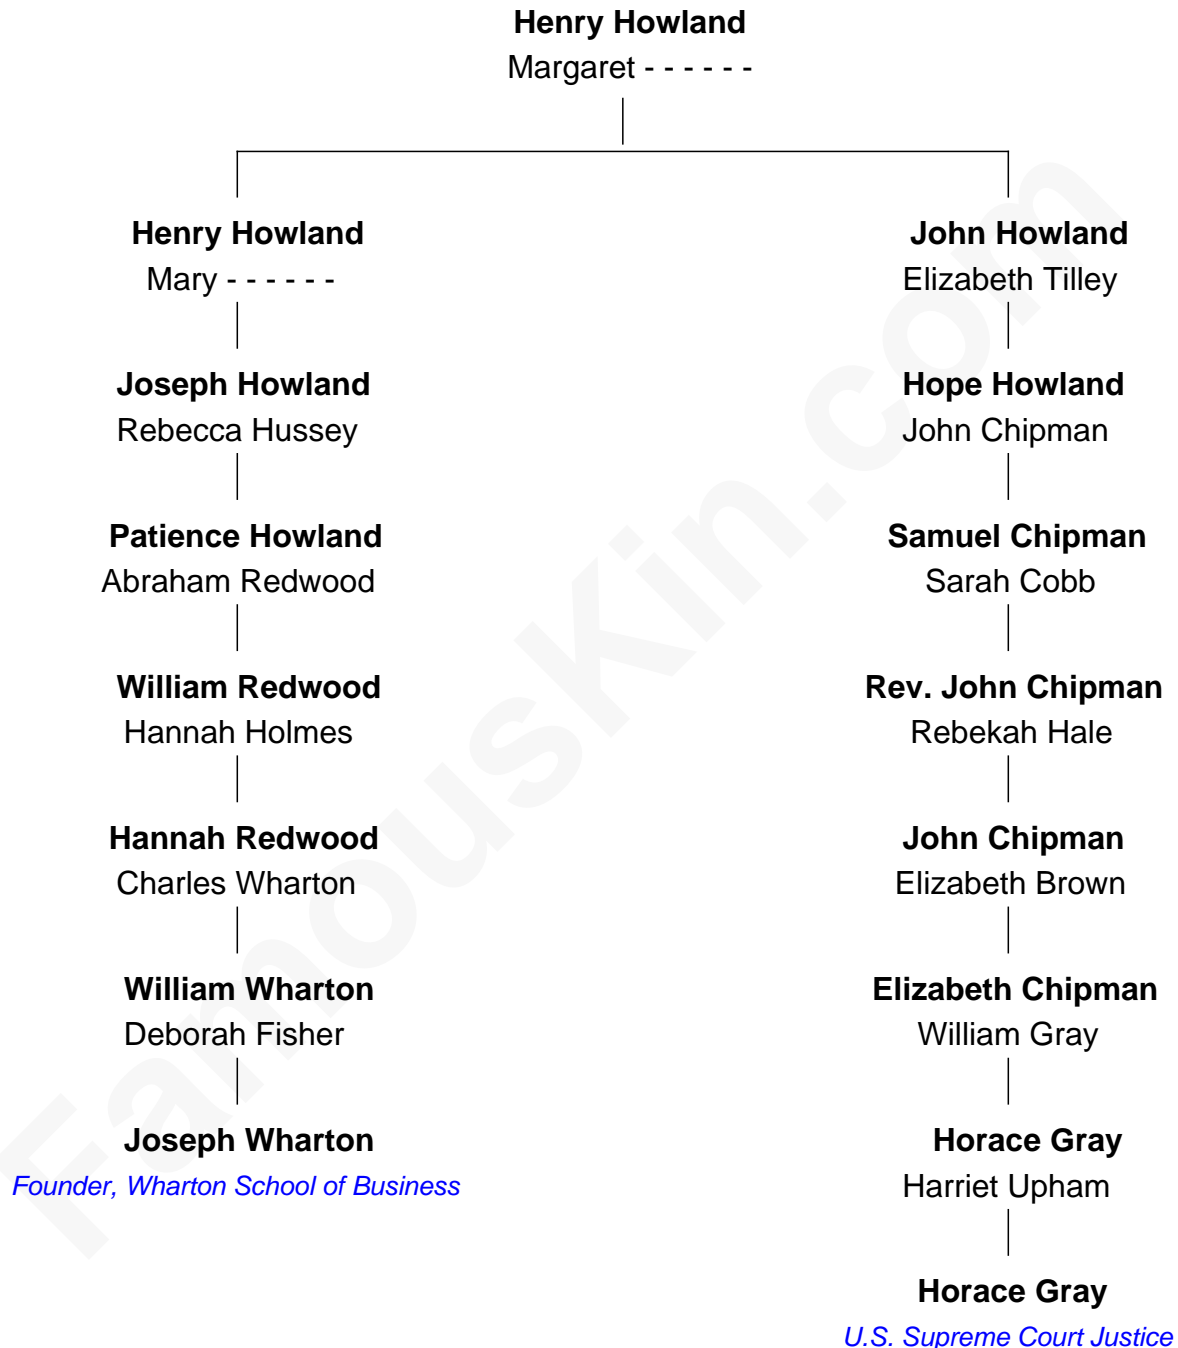 Henry Howland
Margaret - - - - - -
Henry Howland
Mary - - - - - -
John Howland
Elizabeth Tilley
Joseph Howland
Rebecca Hussey
Hope Howland
John Chipman
Patience Howland
Abraham Redwood
Samuel Chipman
Sarah Cobb
William Redwood
Hannah Holmes
Rev. John Chipman
Rebekah Hale
Hannah Redwood
Charles Wharton
John Chipman
Elizabeth Brown
William Wharton
Deborah Fisher
Elizabeth Chipman
William Gray
Joseph Wharton
Founder, Wharton School of Business
Horace Gray
Harriet Upham
Horace Gray
U.S. Supreme Court Justice
FamousKin.com